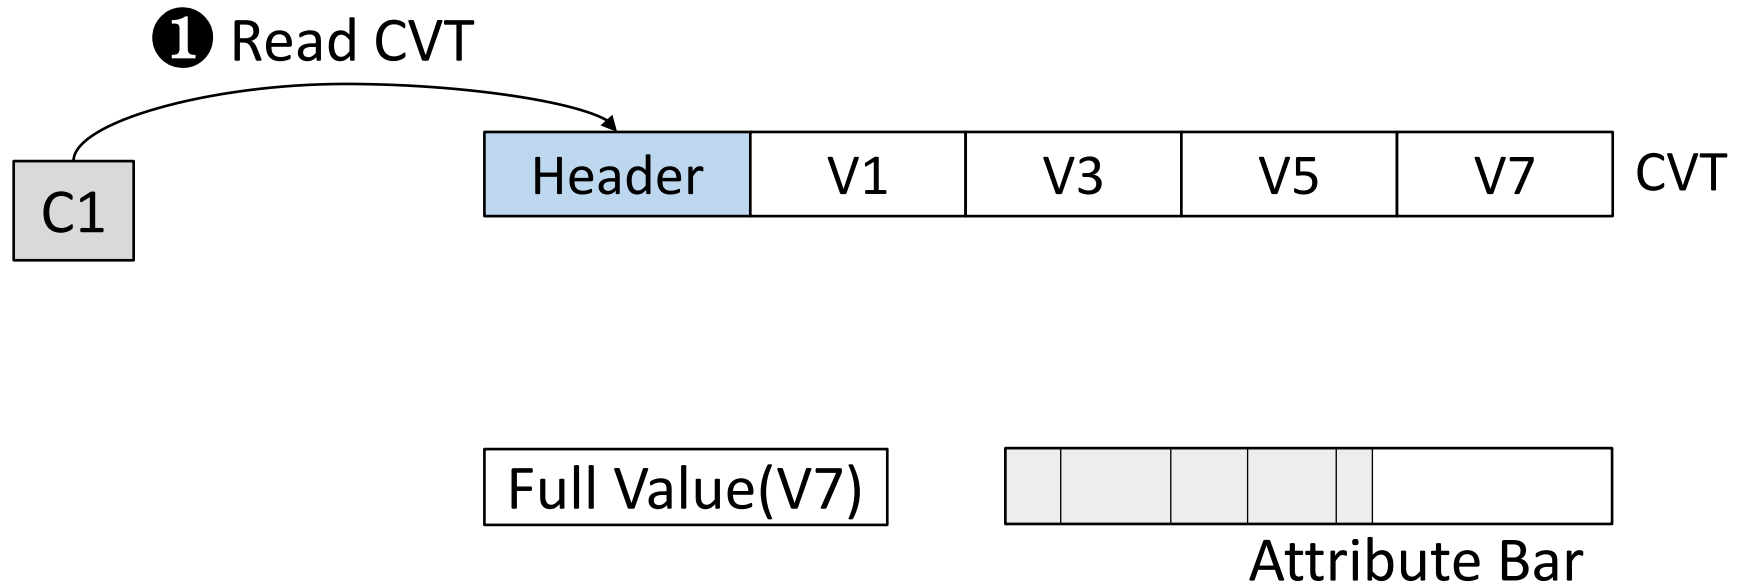 ❶ Read CVT
C1
Header V1 V3 V5 V7 CVT
Full Value(V7)
Attribute Bar